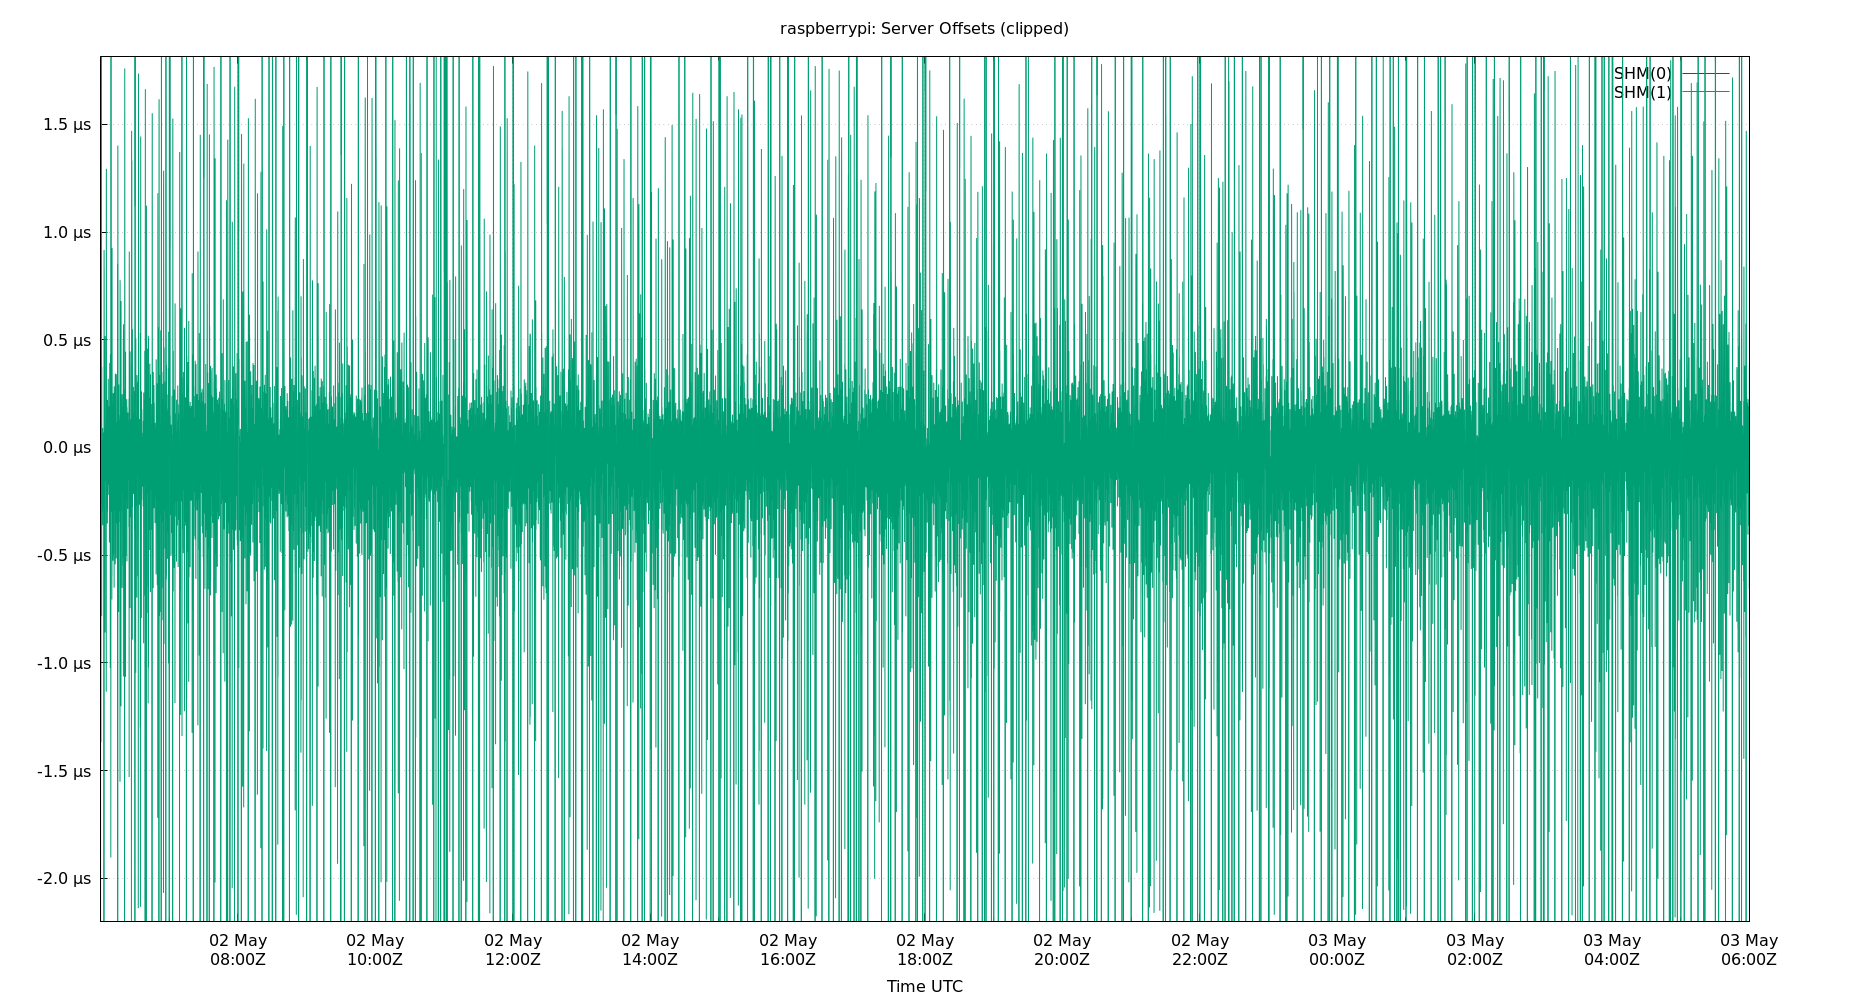 raspberrypi: Server Offsets (clipped)
SHM(0)
SHM(1)
1.5 µs
1.0 µs
0.5 µs
0.0 µs
-0.5 µs
-1.0 µs
-1.5 µs
-2.0 µs
02 May 02 May 02 May 02 May 02 May 02 May 02 May 02 May 03 May 03 May 03 May 03 May
08:00Z 10:00Z 12:00Z 14:00Z 16:00Z 18:00Z 20:00Z 22:00Z 00:00Z 02:00Z 04:00Z 06:00Z
Time UTC